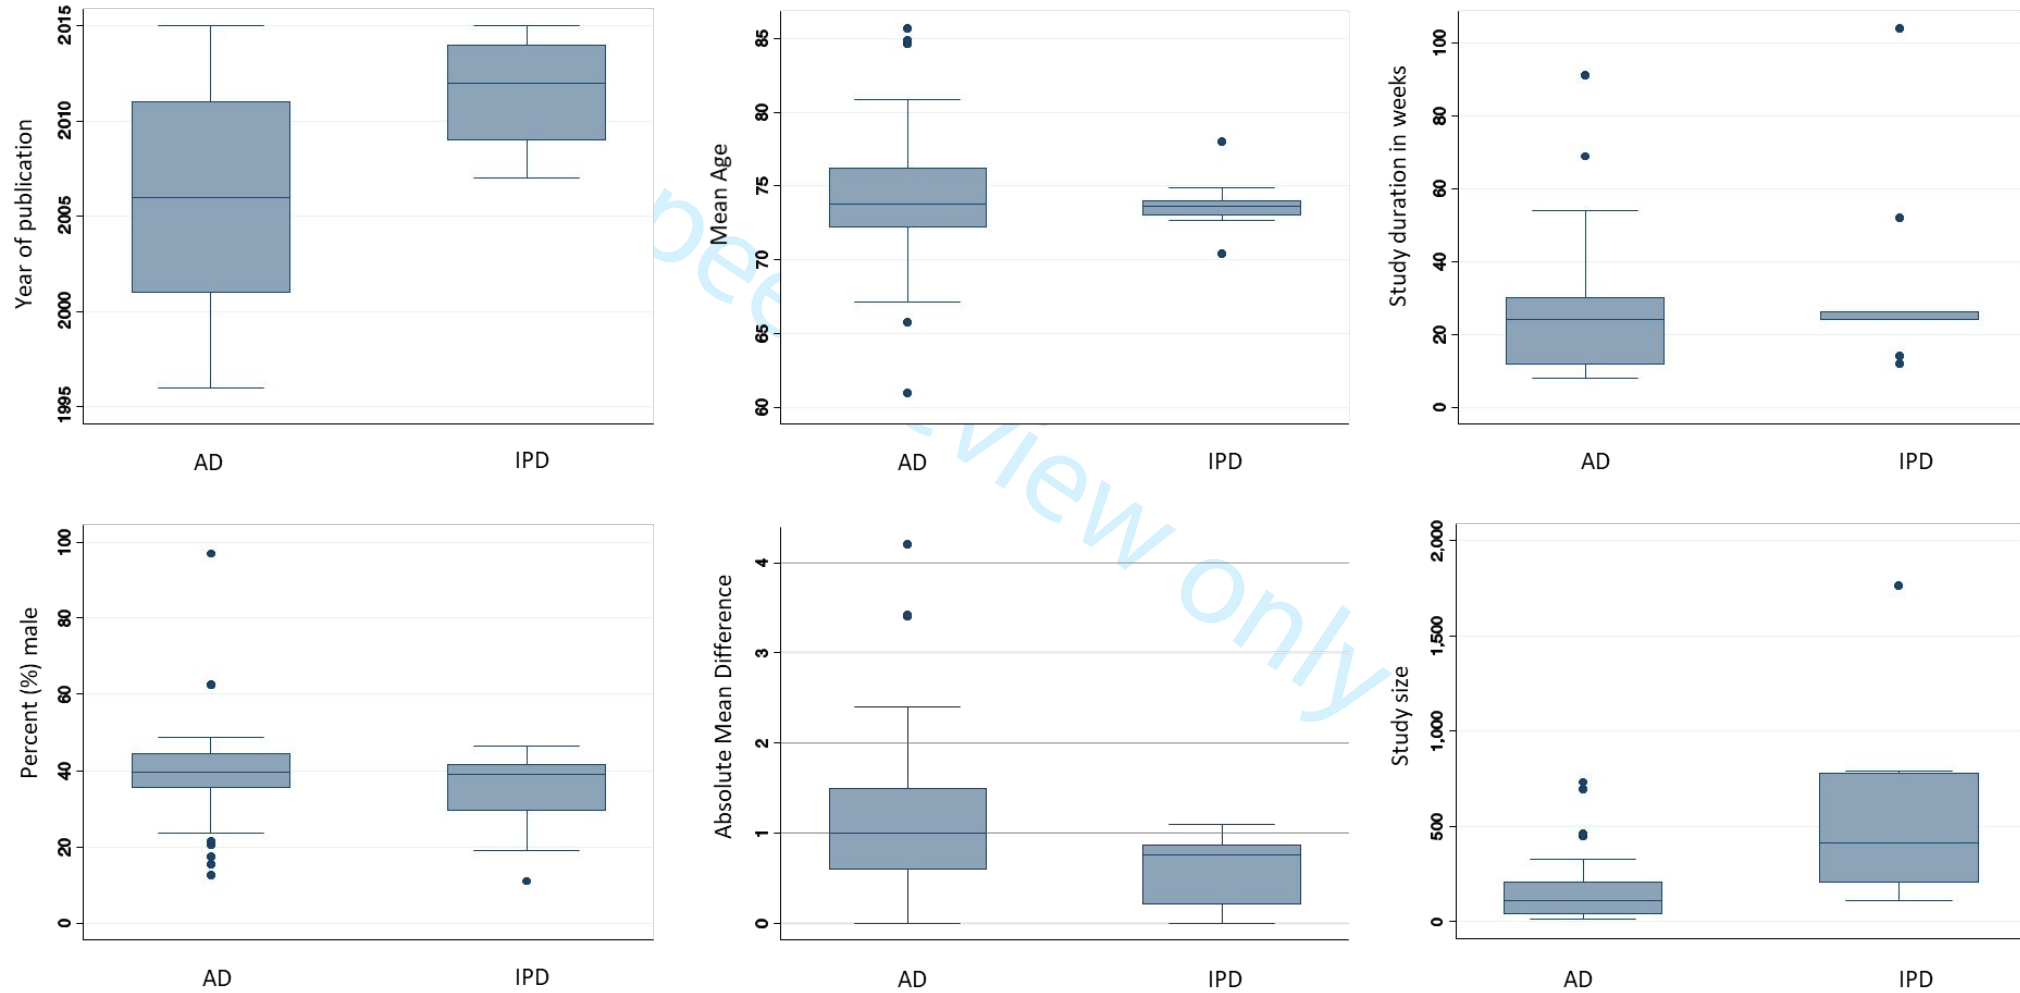 Year of publication
2015
2010
2005
2000
1995
AD
IPD
Mean Age
85
80
75
70
65
60
AD
IPD
Study duration in weeks
100
80
60
40
20
0
AD
IPD
Percent (%) male
100
80
60
40
20
0
AD
IPD
Absolute Mean Difference
4
3
2
1
0
AD
IPD
Study size
2,000
1,500
1,000
500
0
AD
IPD
only